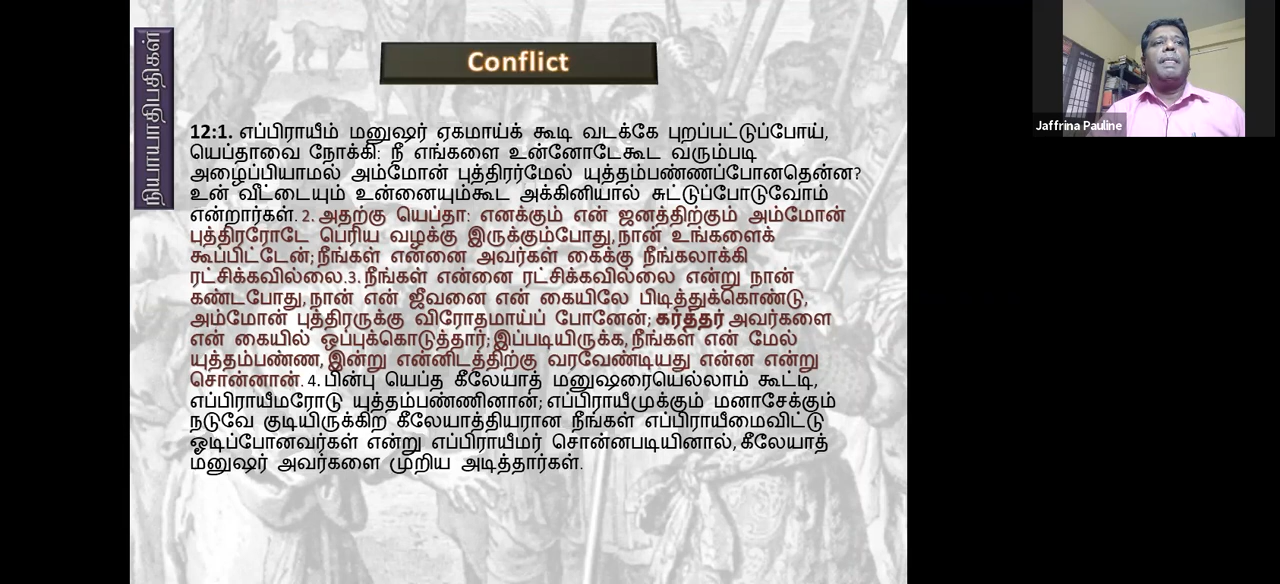 நியாயாதிபதிகள்
Conflict
12:1. எப்பிராயீம் மனுஷர் ஏகமாய்க் கூடி வடக்கே புறப்பட்டுப்போய்,
யெப்தாவை நோக்கி: நீ எங்களை உன்னோடேகூட வரும்படி
அழைப்பியாமல் அம்மோன் புத்திரர்மேல் யுத்தம்பண்ணப்போனதென்ன?
உன் வீட்டையும் உன்னையும்கூட அக்கினியால் சுட்டுப்போடுவோம்
என்றார்கள். 2. அதற்கு யெப்தா: எனக்கும் என் ஜனத்திற்கும் அம்மோன்
புத்திரரோடே பெரிய வழக்கு இருக்கும்போது, நான் உங்களைக்
கூப்பிட்டேன்; நீங்கள் என்னை அவர்கள் கைக்கு நீங்கலாக்கி
ரட்சிக்கவில்லை.3. நீங்கள் என்னை ரட்சிக்கவில்லை என்று நான்
கண்டபோது, நான் என் ஜீவனை என் கையிலே பிடித்துக்கொண்டு,
அம்மோன் புத்திரருக்கு விரோதமாய்ப் போனேன்; கர்த்தர் அவர்களை
என் கையில் ஒப்புக்கொடுத்தார்; இப்படியிருக்க, நீங்கள் என் மேல்
யுத்தம்பண்ண, இன்று என்னிடத்திற்கு வரவேண்டியது என்ன என்று
சொன்னான். 4. பின்பு யெப்த கீலேயாத் மனுஷரையெல்லாம் கூட்டி,
எப்பிராயீமரோடு யுத்தம்பண்ணினான்; எப்பிராயீமுக்கும் மனாசேக்கும்
நடுவே குடியிருக்கிற கீலேயாத்தியரான நீங்கள் எப்பிராயீமைவிட்டு
ஓடிப்போனவர்கள் என்று எப்பிராயீமர் சொன்னபடியினால், கீலேயாத்
மனுஷர் அவர்களை முறிய அடித்தார்கள்.
Jaffrina Pauline